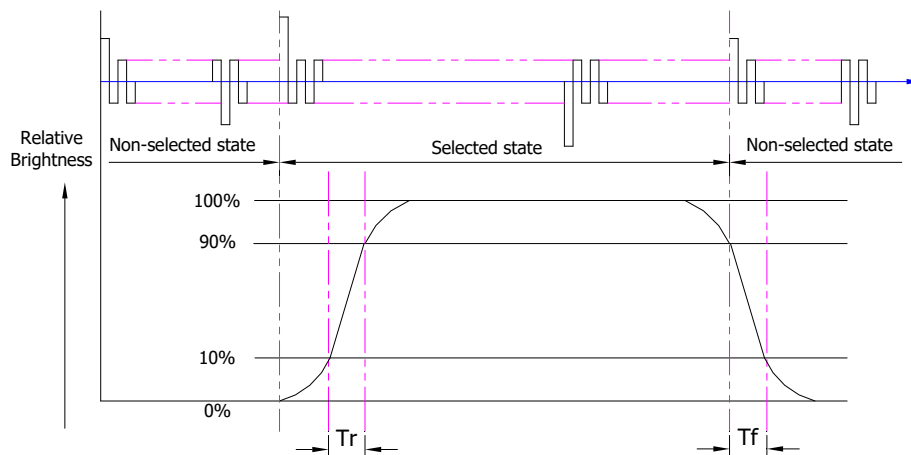 Relative
Brightness
Non-selected state
Selected state
Non-selected state
100%
90%
10%
0%
Tr
Tf